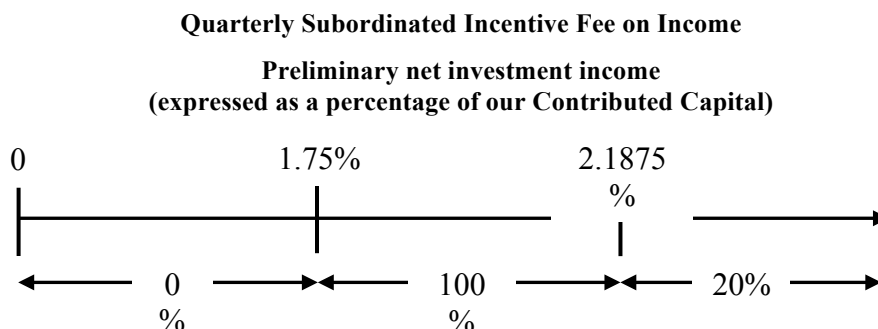 Quarterly Subordinated Incentive Fee on Income
Preliminary net investment income
(expressed as a percentage of our Contributed Capital)
0 1.75% 2.1875
%
0 100 20%
% %